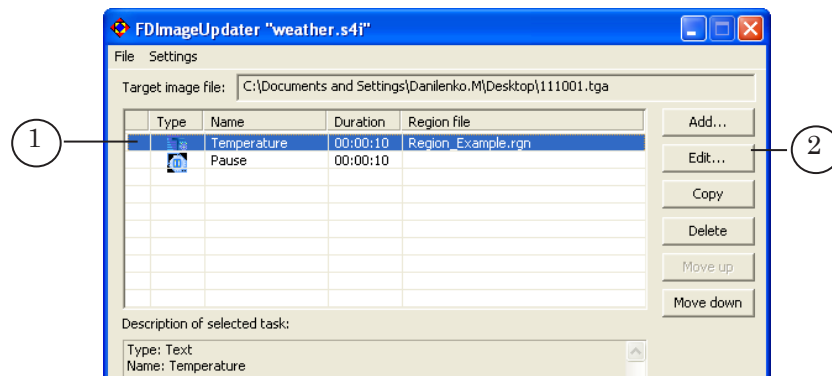 FDImageUpdater "weather.s4i"
File Settings
Target image file: C:\Documents and Settings\Danilenko.M\Desktop\111001.tga
Type Name Duration Region file Add...
1 Temperature 00:00:10 Region_Example.rgn
Pause 00:00:10 Edit... 2
Copy
Delete
Move up
Move down
Description of selected task:
Type: Text
Name: Temperature